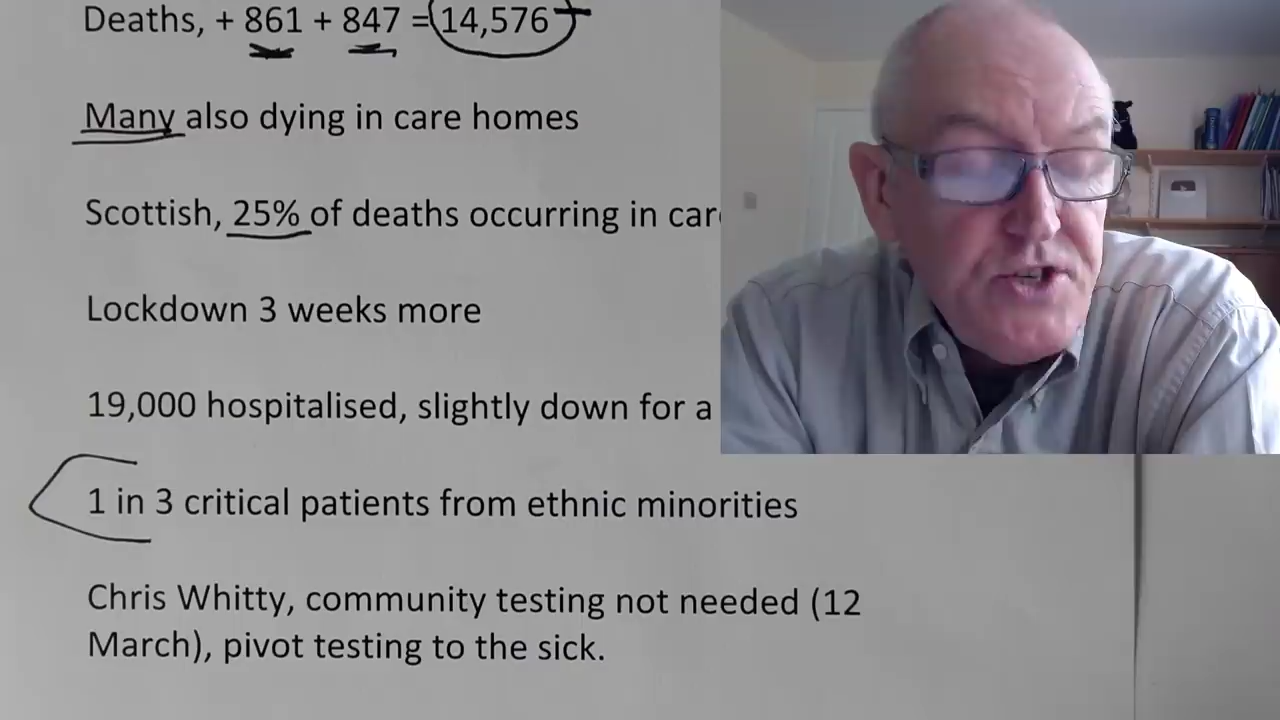 Deaths, + 861 + 847 = 14,576
Many also dying in care homes
Scottish, 25% of deaths occurring in
Lockdown 3 weeks more
19,000 hospitalised, slightly down for a
1 in 3 critical patients from ethnic minorities
Chris Whitty, community testing not needed (12
March), pivot testing to the sick.